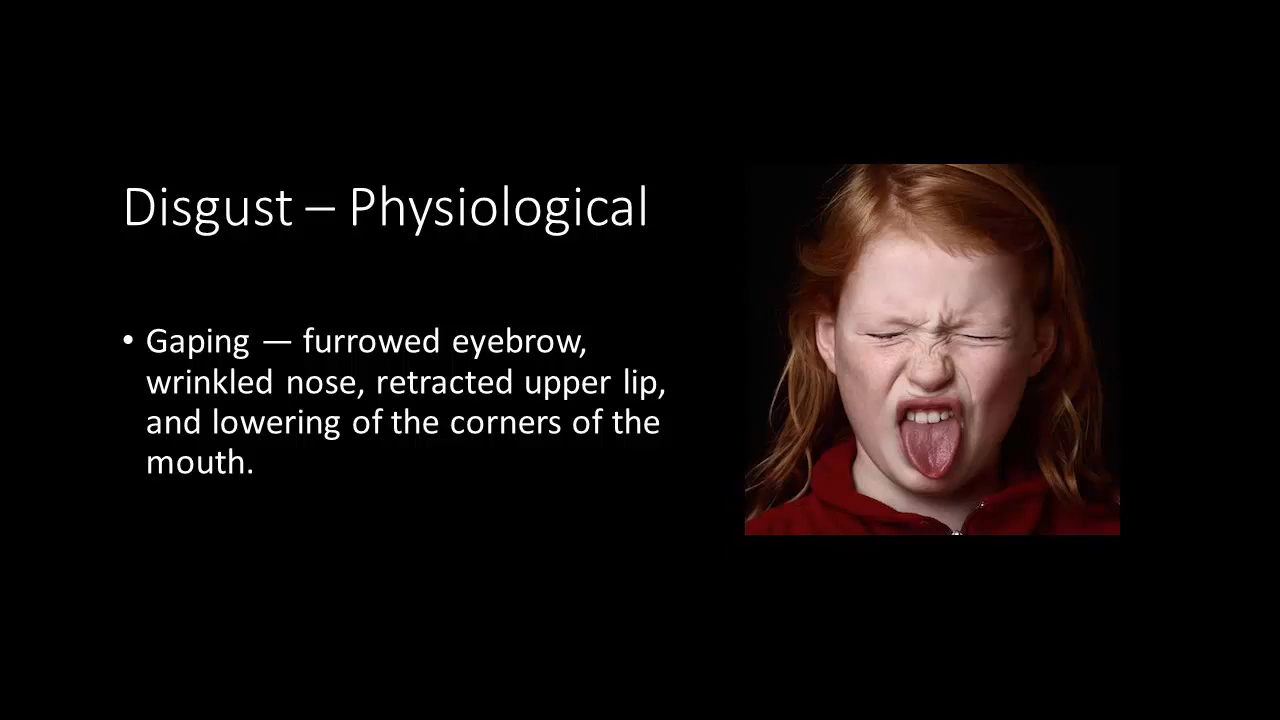 Disgust – Physiological
• Gaping — furrowed eyebrow,
wrinkled nose, retracted upper lip,
and lowering of the corners of the
mouth.